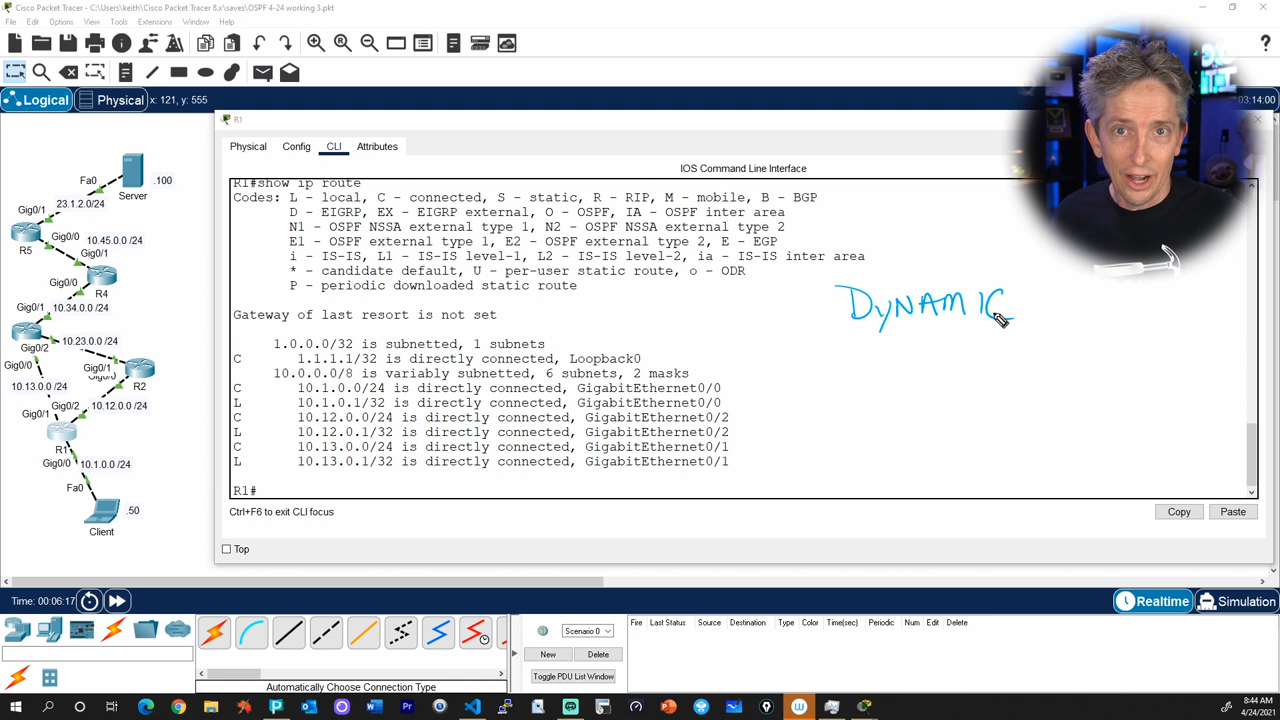 Cisco Packet Tracer - C:\Users\keith\Cisco Packet Tracer 8.x\saves\OSPF 4-24 working 3.pkt
File Edit Options View Tools Extensions Window Help
Logical Physical x: 121, y: 555
03:14:00
R1
Physical Config CLI Attributes
IOS Command Line Interface
R1#show ip route
Codes: L - local, C - connected, S - static, R - RIP, M - mobile, B - BGP
D - EIGRP, EX - EIGRP external, O - OSPF, IA - OSPF inter area
N1 - OSPF NSSA external type 1, N2 - OSPF NSSA external type 2
E1 - OSPF external type 1, E2 - OSPF external type 2, E - EGP
i - IS-IS, L1 - IS-IS level-1, L2 - IS-IS level-2, ia - IS-IS inter area
* - candidate default, U - per-user static route, o - ODR
P - periodic downloaded static route
Gateway of last resort is not set
1.0.0.0/32 is subnetted, 1 subnets
C 1.1.1.1/32 is directly connected, Loopback0
10.0.0.0/8 is variably subnetted, 6 subnets, 2 masks
C 10.1.0.0/24 is directly connected, GigabitEthernet0/0
L 10.1.0.1/32 is directly connected, GigabitEthernet0/0
C 10.12.0.0/24 is directly connected, GigabitEthernet0/2
L 10.12.0.1/32 is directly connected, GigabitEthernet0/2
C 10.13.0.0/24 is directly connected, GigabitEthernet0/1
L 10.13.0.1/32 is directly connected, GigabitEthernet0/1
R1#
DYNAMIC
Ctrl+F6 to exit CLI focus
Copy Paste
Top
Fa0
.100
Server
23.1.2.0/24
Gig0/1
Gig0/0
10.45.0.0 /24
R5
R4
Gig0/1
10.34.0.0/24
Gig0/2
10.23.0.0/24
Gig0/0
Gig0/1
Gig0/0
R2
10.13.0.0/24
Gig0/2
10.12.0.0/24
Gig0/1
R1
10.1.0.0 /24
Gig0/0
Fa0
.50
Client
Time: 00:06:17
Realtime Simulation
Scenario 0
New Delete
Toggle PDU List Window
Fire Last Status Source Destination Type Color Time(sec) Periodic Num Edit Delete
Automatically Choose Connection Type
8:44 AM
4/24/2021